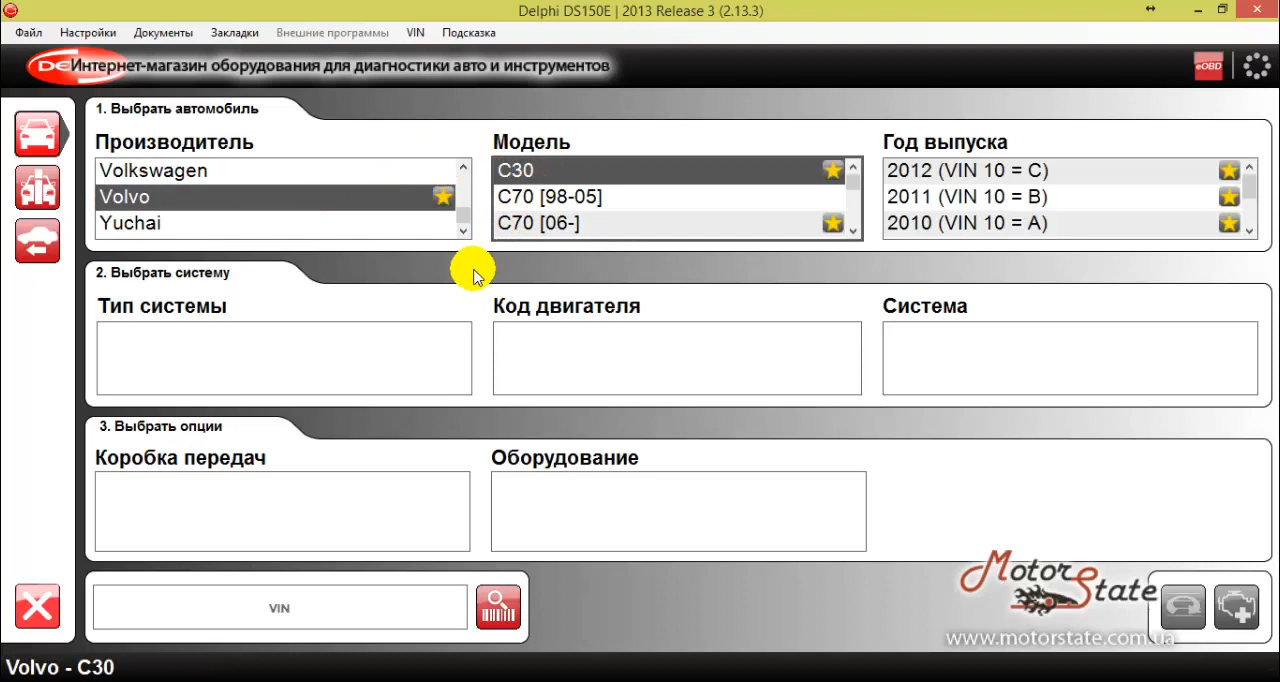 Delphi DS150E | 2013 Release 3 (2.13.3)
Файл Настройки Документы Закладки Внешние программы VIN Подсказка
DE Интернет-магазин оборудования для диагностики авто и инструментов
eOBD
1. Выбрать автомобиль
Производитель Модель Год выпуска
Volkswagen C30 2012 (VIN 10 = C)
Volvo C70 [98-05] 2011 (VIN 10 = B)
Yuchai C70 [06-] 2010 (VIN 10 = A)
2. Выбрать систему
Тип системы Код двигателя Система
3. Выбрать опции
Коробка передач Оборудование
VIN
MotorState
www.motorstate.com.ua
Volvo - C30